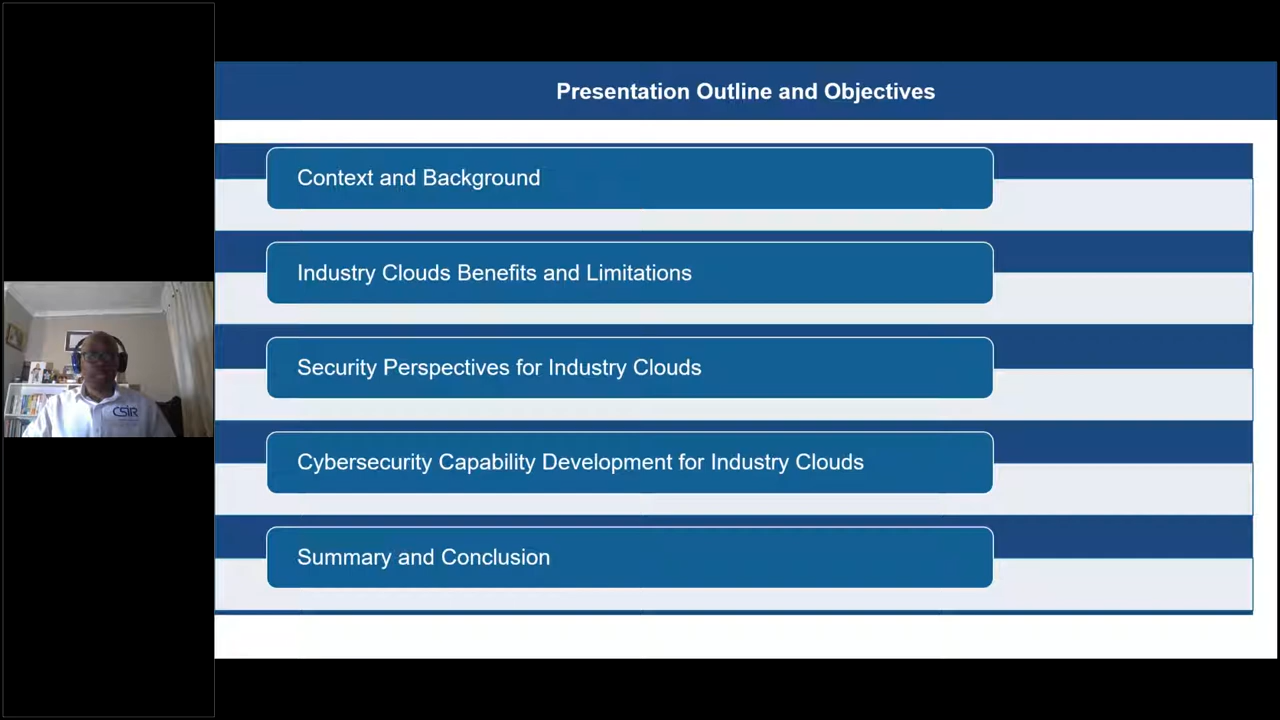 Presentation Outline and Objectives
Context and Background
Industry Clouds Benefits and Limitations
Security Perspectives for Industry Clouds
CSIR
Cybersecurity Capability Development for Industry Clouds
Summary and Conclusion